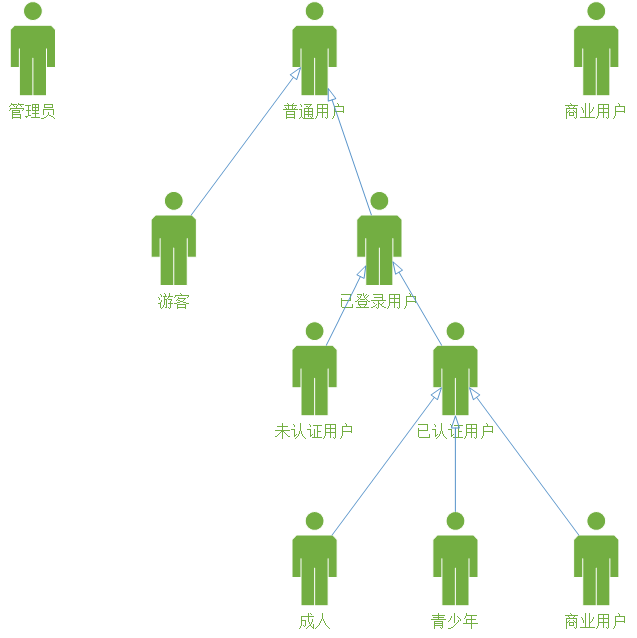 管理员
普通用户
商业用户
游客
已登录用户
未认证用户
已认证用户
成人
青少年
商业用户